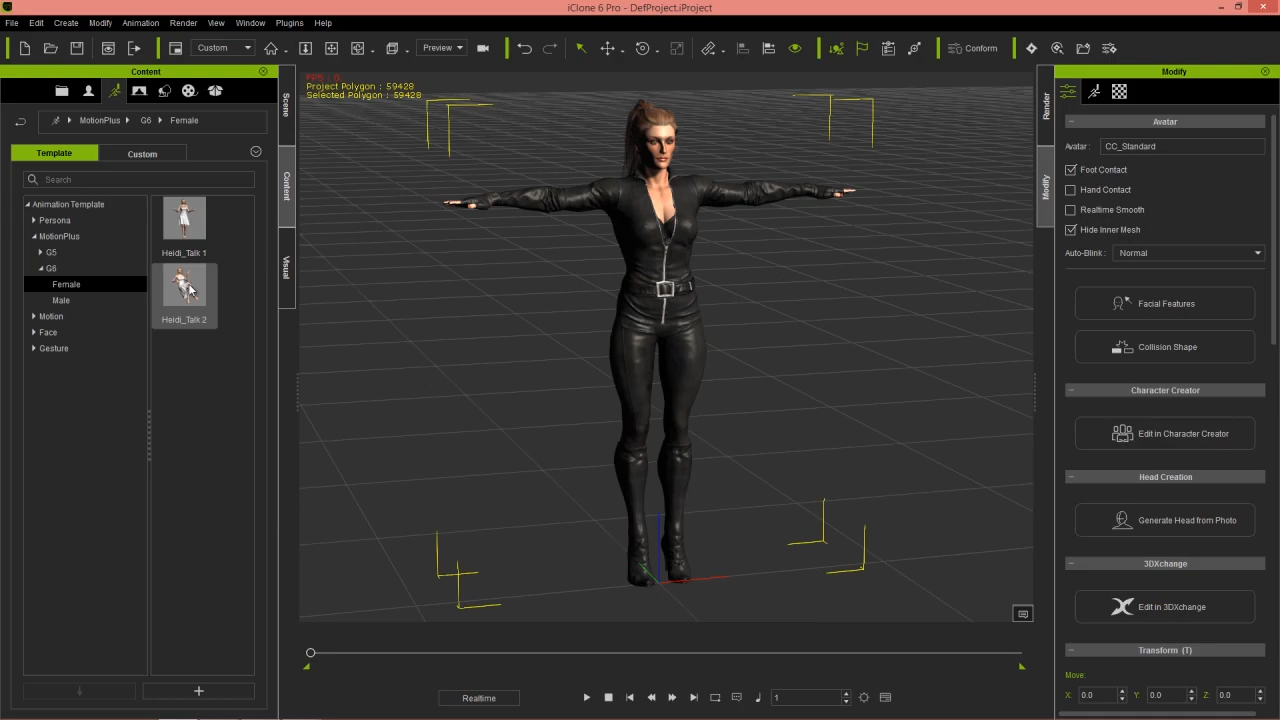 iClone 6 Pro - DefProject.iProject
File Edit Create Modify Animation Render View Window Plugins Help
Custom Preview Conform
Content
MotionPlus G6 Female
Template Custom
Search
Animation Template
Persona
MotionPlus
G5
G6
Female
Male
Motion
Face
Gesture
Heidi_Talk 1
Heidi_Talk 2
Scene
Content
Visual
Project Polygon : 59428
Selected Polygon : 59428
Realtime
1
Render
Modify
Modify
Avatar
Avatar : CC_Standard
Foot Contact
Hand Contact
Realtime Smooth
Hide Inner Mesh
Auto-Blink : Normal
Facial Features
Collision Shape
Character Creator
Edit in Character Creator
Head Creation
Generate Head from Photo
3DXchange
Edit in 3DXchange
Transform (T)
Move:
X: 0.0 Y: 0.0 Z: 0.0